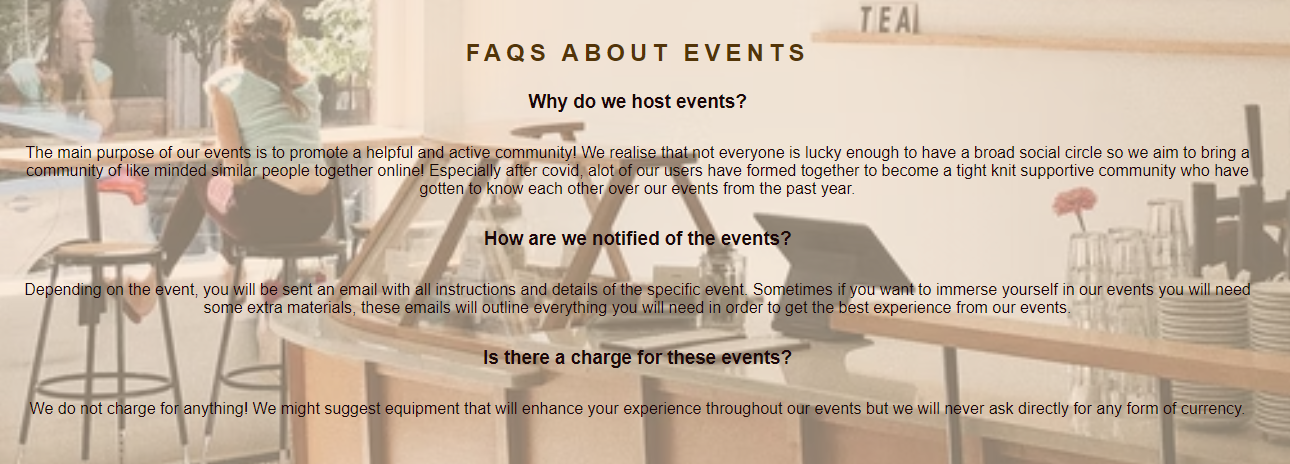 TEA
FAQS ABOUT EVENTS
Why do we host events?
The main purpose of our events is to promote a helpful and active community! We realise that not everyone is lucky enough to have a broad social circle so we aim to bring a
community of like minded similar people together online! Especially after covid, alot of our users have formed together to become a tight knit supportive community who have
gotten to know each other over our events from the past year.
How are we notified of the events?
Depending on the event, you will be sent an email with all instructions and details of the specific event. Sometimes if you want to immerse yourself in our events you will need
some extra materials, these emails will outline everything you will need in order to get the best experience from our events.
Is there a charge for these events?
We do not charge for anything! We might suggest equipment that will enhance your experience throughout our events but we will never ask directly for any form of currency.